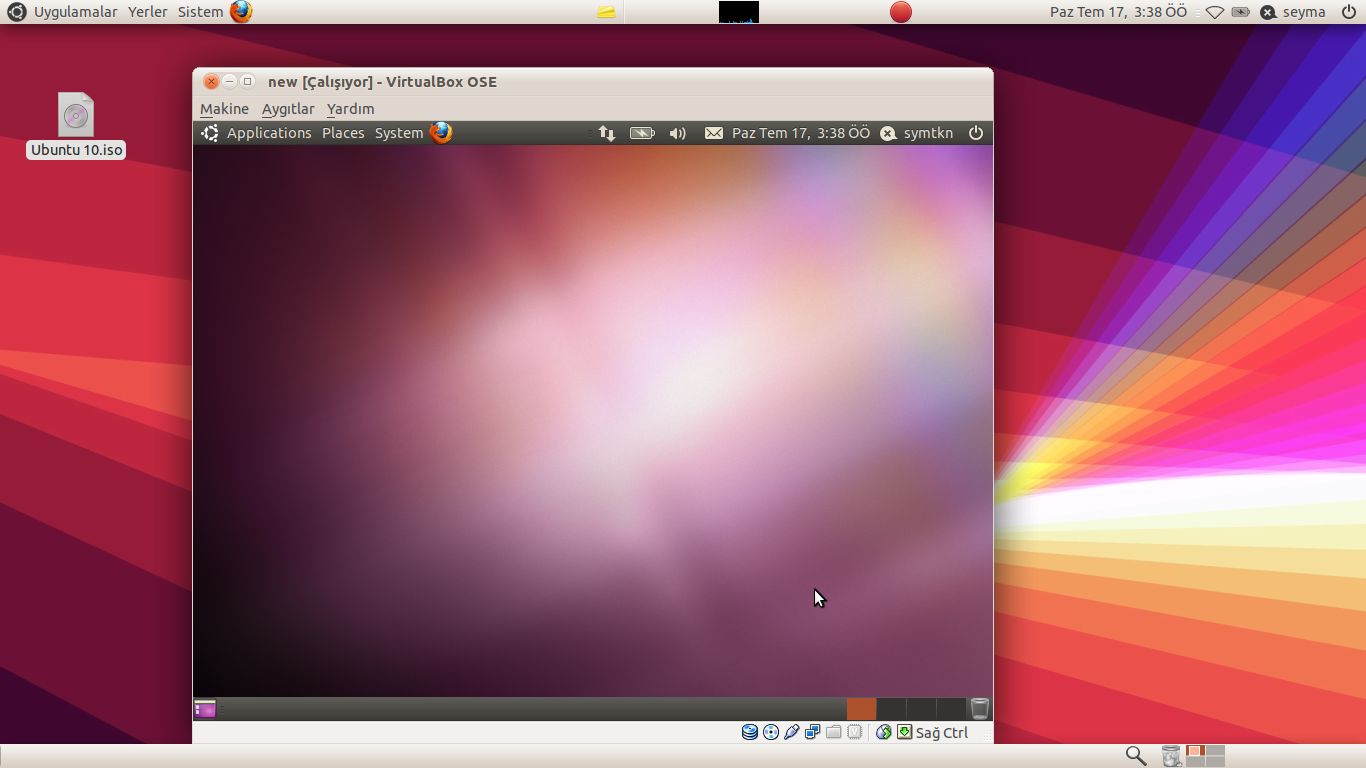 Uygulamalar Yerler Sistem Paz Tem 17, 3:38 ÖÖ seyma
Ubuntu 10.iso
new [Çalışıyor] - VirtualBox OSE
Makine Aygıtlar Yardım
Applications Places System Paz Tem 17, 3:38 ÖÖ symtkn
Sağ Ctrl